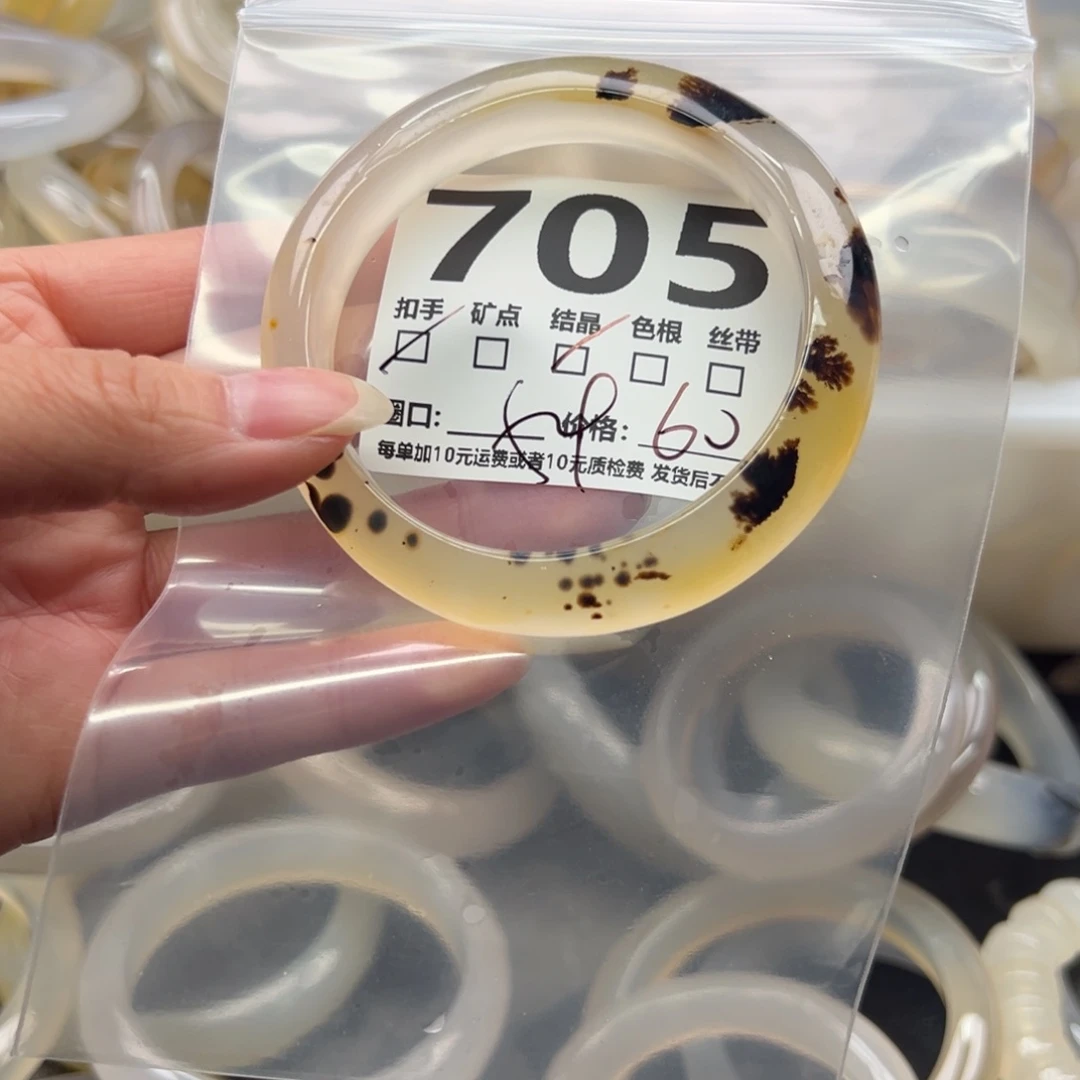 705
扣手 矿点 结晶 色根 丝带
圈口: 价格: 60
每单加10元运费或者10元质检费 发货后不